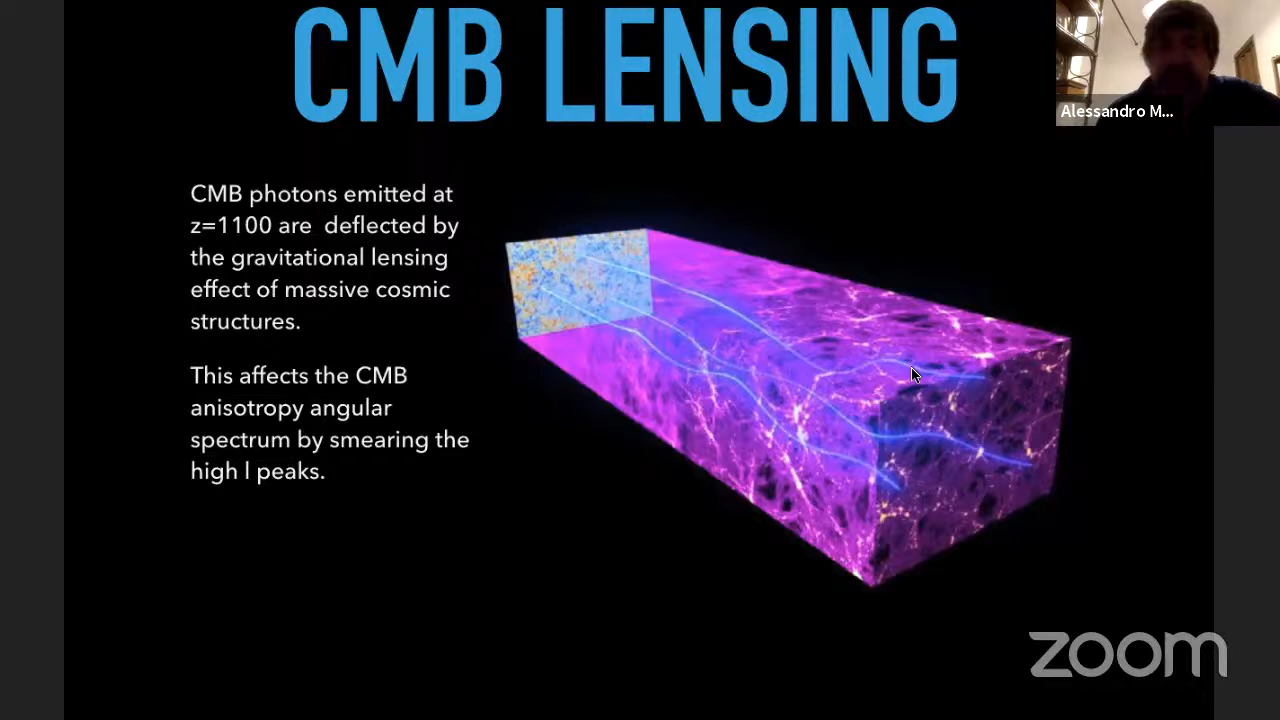 CMB LENSING
Alessandro M...
CMB photons emitted at
z=1100 are  deflected by
the gravitational lensing
effect of massive cosmic
structures.
This affects the CMB
anisotropy angular
spectrum by smearing the
high l peaks.
zoom